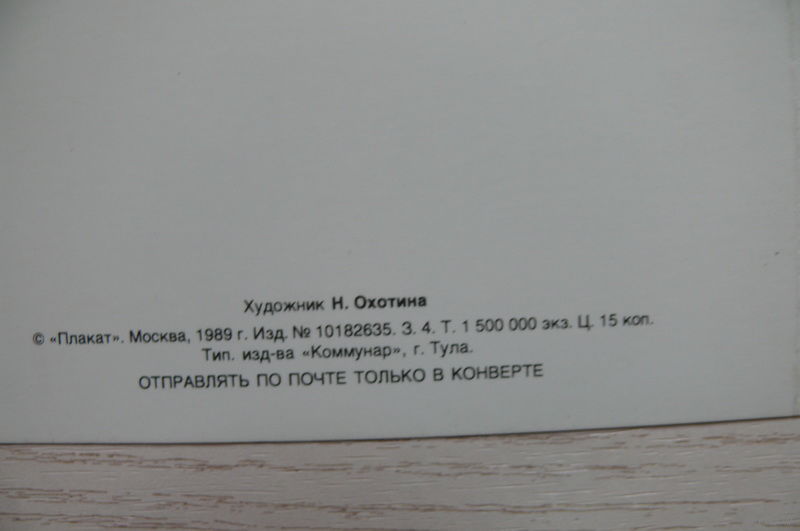 Художник Н. Охотина
© «Плакат». Москва, 1989 г. Изд. № 10182635. З. 4. Т. 1 500 000 экз. Ц. 15 коп.
Тип. изд-ва «Коммунар», г. Тула.
ОТПРАВЛЯТЬ ПО ПОЧТЕ ТОЛЬКО В КОНВЕРТЕ